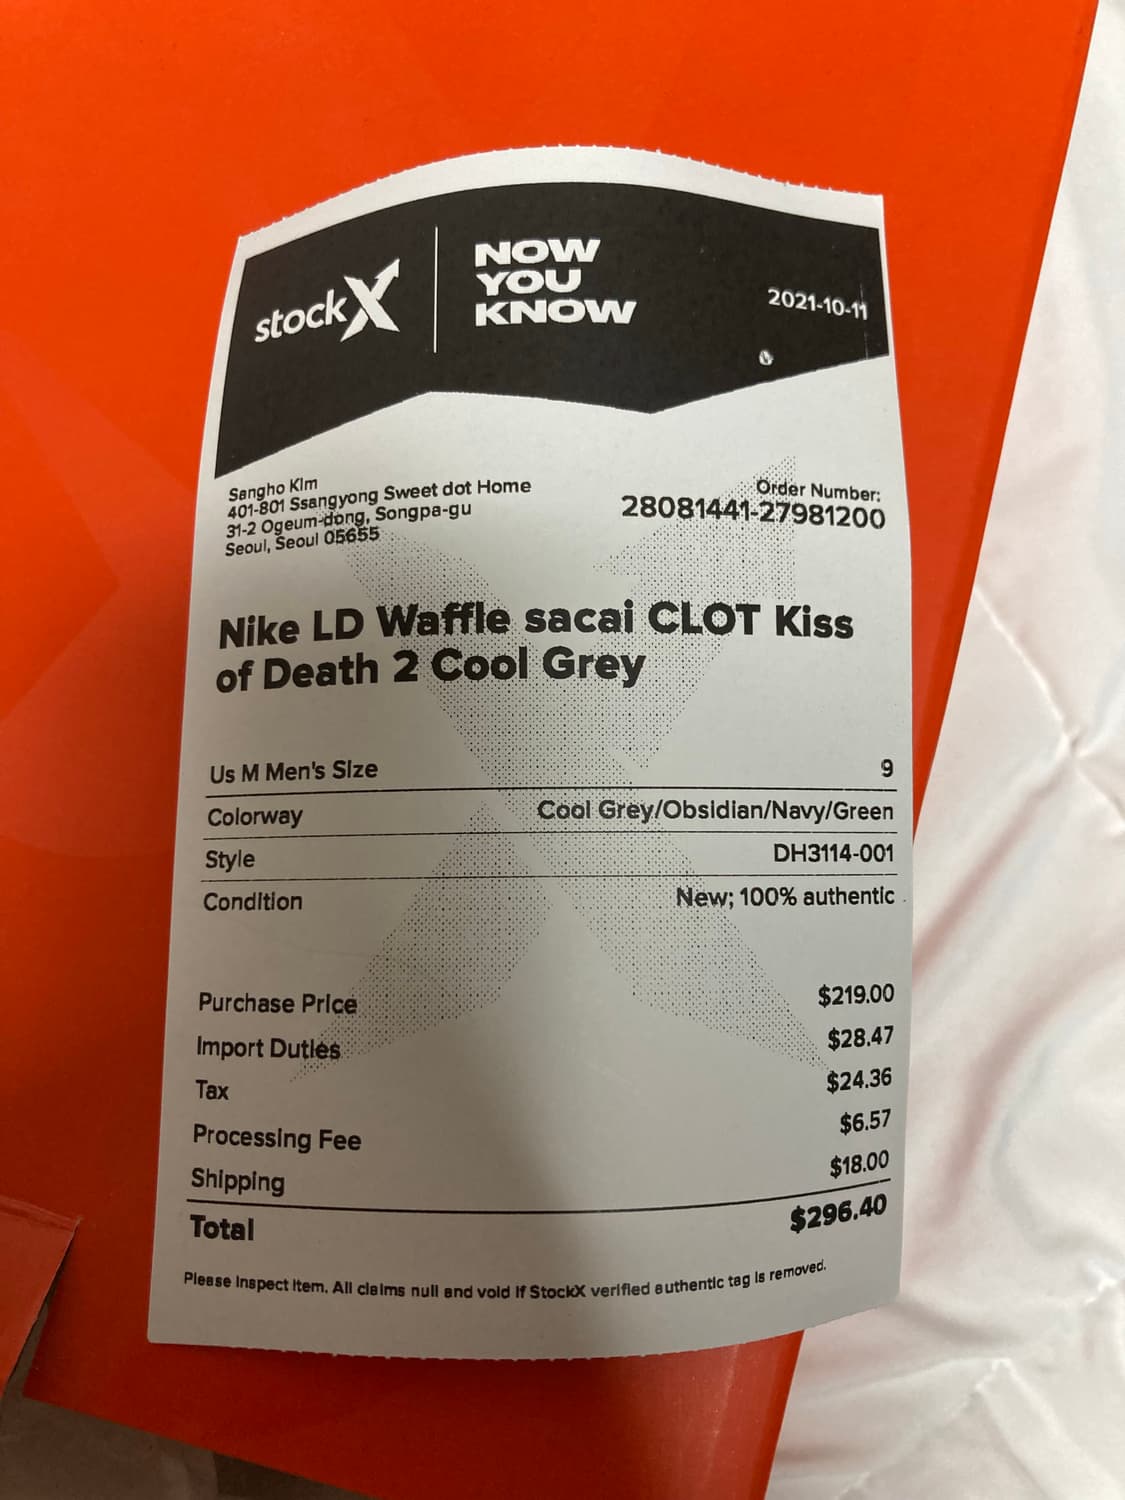 stockX
NOW
YOU
KNOW
2021-10-11
Sangho Kim
401-801 Ssangyong Sweet dot Home
31-2 Ogeum-dong, Songpa-gu
Seoul, Seoul 05655
Order Number:
28081441-27981200
Nike LD Waffle sacai CLOT Kiss
of Death 2 Cool Grey
Us M Men's Size 9
Colorway Cool Grey/Obsidian/Navy/Green
Style DH3114-001
Condition New; 100% authentic
Purchase Price $219.00
Import Duties $28.47
Tax $24.36
Processing Fee $6.57
Shipping $18.00
Total $296.40
Please inspect item. All claims null and void if StockX verified authentic tag is removed.